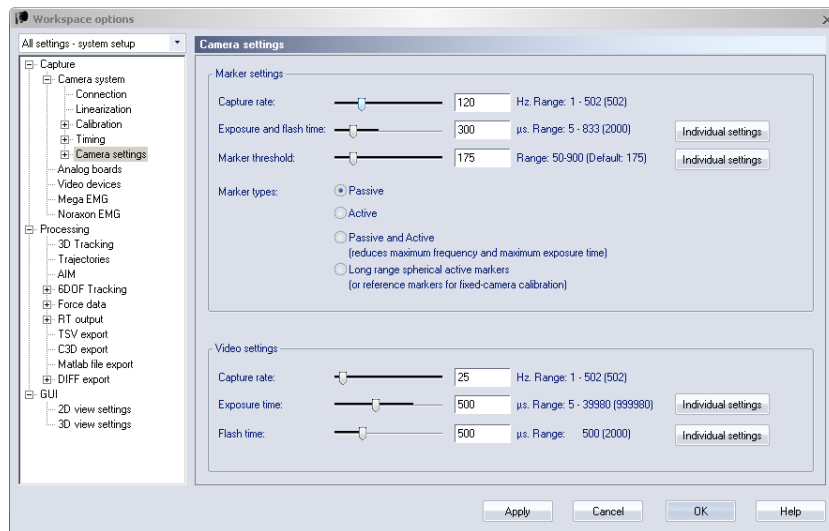 Workspace options
All settings - system setup
Capture
Camera system
Connection
Linearization
Calibration
Timing
Camera settings
Analog boards
Video devices
Mega EMG
Noraxon EMG
Processing
3D Tracking
Trajectories
AIM
6DOF Tracking
Force data
RT output
TSV export
C3D export
Matlab file export
DIFF export
GUI
2D view settings
3D view settings
Camera settings
Marker settings
Capture rate: 120 Hz. Range: 1 - 502 (502)
Exposure and flash time: 300 µs. Range: 5 - 833 (2000) Individual settings
Marker threshold: 175 Range: 50-900 (Default: 175) Individual settings
Marker types: Passive
Active
Passive and Active
(reduces maximum frequency and maximum exposure time)
Long range spherical active markers
(or reference markers for fixed-camera calibration)
Video settings
Capture rate: 25 Hz. Range: 1 - 502 (502)
Exposure time: 500 µs. Range: 5 - 39980 (999980) Individual settings
Flash time: 500 µs. Range: 500 (2000) Individual settings
Apply Cancel OK Help